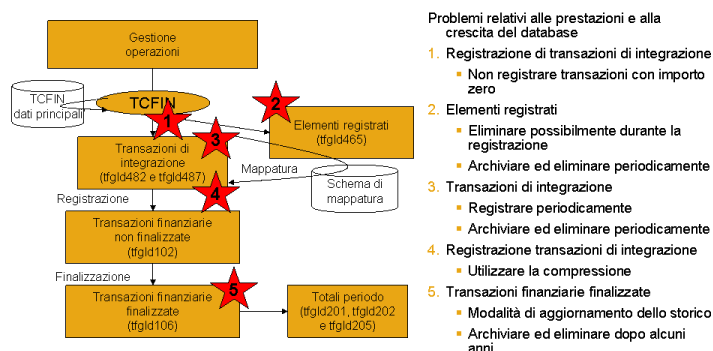 Gestione
operazioni
TCFIN
dati principali
TCFIN
1
2
3
4
5
Elementi registrati
(tfgld465)
Transazioni di
integrazione
(tfgld482 e tfgld487)
Mappatura
Schema di
mappatura
Registrazione
Transazioni finanziarie
non finalizzate
(tfgld102)
Finalizzazione
Transazioni finanziarie
finalizzate
(tfgld106)
Totali periodo
(tfgld201, tfgld202
e tfgld205)
Problemi relativi alle prestazioni e alla
crescita del database
1. Registrazione di transazioni di integrazione
Non registrare transazioni con importo
zero
2. Elementi registrati
Eliminare possibilmente durante la
registrazione
Archiviare ed eliminare periodicamente
3. Transazioni di integrazione
Registrare periodicamente
Archiviare ed eliminare periodicamente
4. Registrazione transazioni di integrazione
Utilizzare la compressione
5. Transazioni finanziarie finalizzate
Modalità di aggiornamento dello storico
Archiviare ed eliminare dopo alcuni
anni